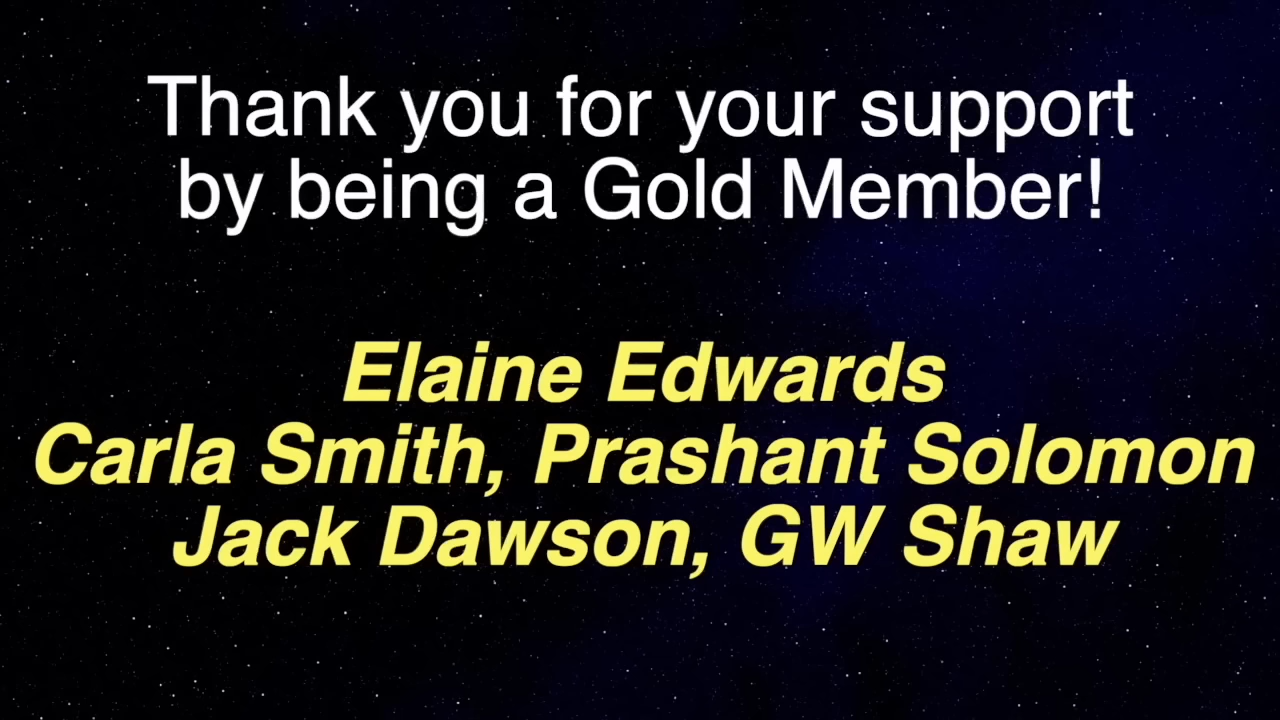 Thank you for your support
by being a Gold Member!
Elaine Edwards
Carla Smith, Prashant Solomon
Jack Dawson, GW Shaw